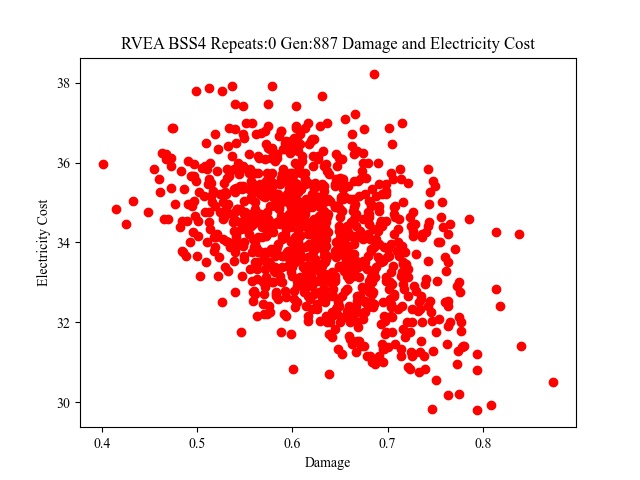 RVEA BSS4 Repeats:0 Gen:887 Damage and Electricity Cost
38
36
34
32
30
Electricity Cost
0.4 0.5 0.6 0.7 0.8
Damage